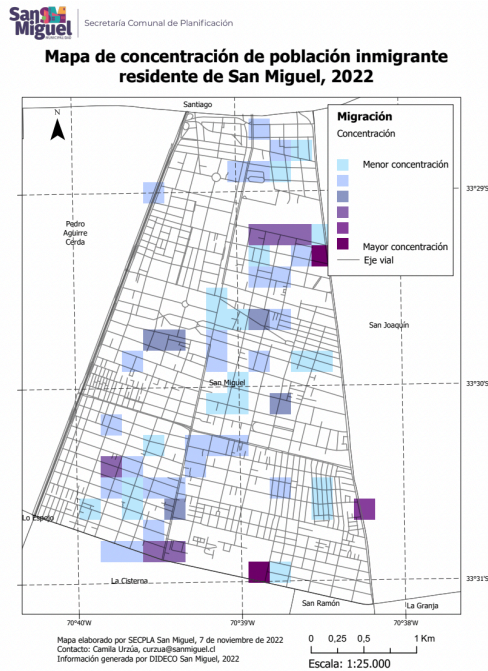 San
Miguel
Secretaría Comunal de Planificación
Mapa de concentración de población inmigrante
residente de San Miguel, 2022
Santiago
N
Migración
Concentración
Menor concentración
Mayor concentración
Eje vial
33°29'S
Pedro
Aguirre
Cerda
San Joaquin
San Miguel
33°30'S
Lo Espejo
La Cisterna
33°31'S
San Ramón
La Granja
70°40'W
70°39'W
70°38'W
Mapa elaborado por SECPLA San Miguel, 7 de noviembre de 2022
Contacto: Camila Urzúa, curzua@sanmiguel.cl
Información generada por DIDECO San Miguel, 2022
0 0,25 0,5 1 Km
Escala: 1:25.000